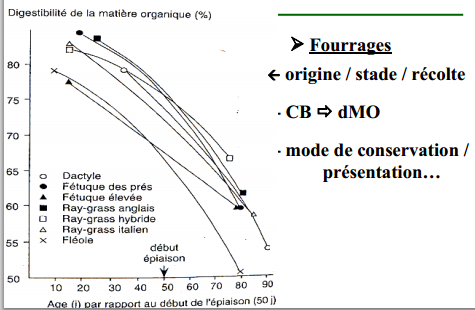 Digestibilité de la matière organique (%)
80
75
70
65
60
55
50
Dactyle
Fétuque des prés
Fétuque élevée
Ray-grass anglais
Ray-grass hybride
Ray-grass italien
Fléole
début
épiaison
10 20 30 40 50 60 70 80 90
Age (j) par rapport au début de l'épiaison (50 j)
➢ Fourrages
← origine / stade / récolte
· CB ⇨ dMO
· mode de conservation /
présentation...